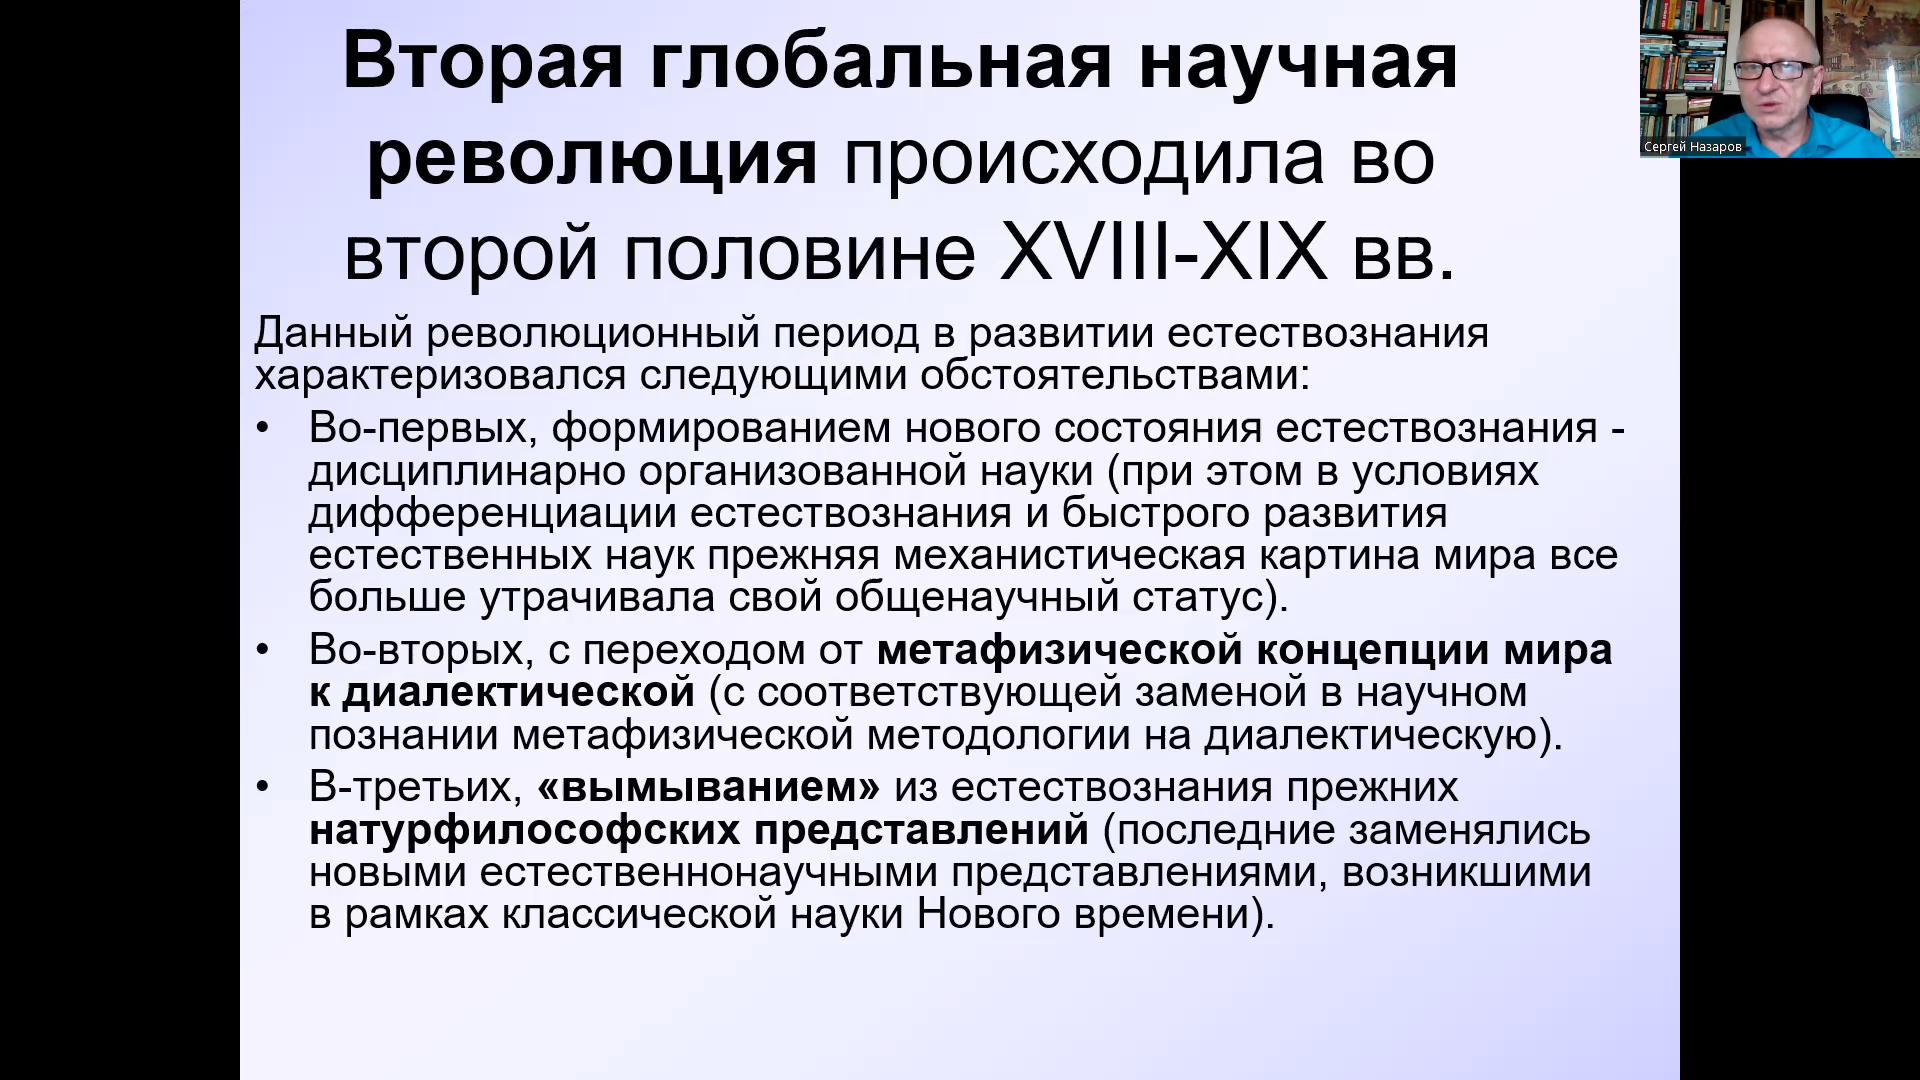 Вторая глобальная научная
революция происходила во
второй половине XVIII-XIX вв.
Данный революционный период в развитии естествознания
характеризовался следующими обстоятельствами:
• Во-первых, формированием нового состояния естествознания -
дисциплинарно организованной науки (при этом в условиях
дифференциации естествознания и быстрого развития
естественных наук прежняя механистическая картина мира все
больше утрачивала свой общенаучный статус).
• Во-вторых, с переходом от метафизической концепции мира
к диалектической (с соответствующей заменой в научном
познании метафизической методологии на диалектическую).
• В-третьих, «вымыванием» из естествознания прежних
натурфилософских представлений (последние заменялись
новыми естественнонаучными представлениями, возникшими
в рамках классической науки Нового времени).
Сергей Назаров